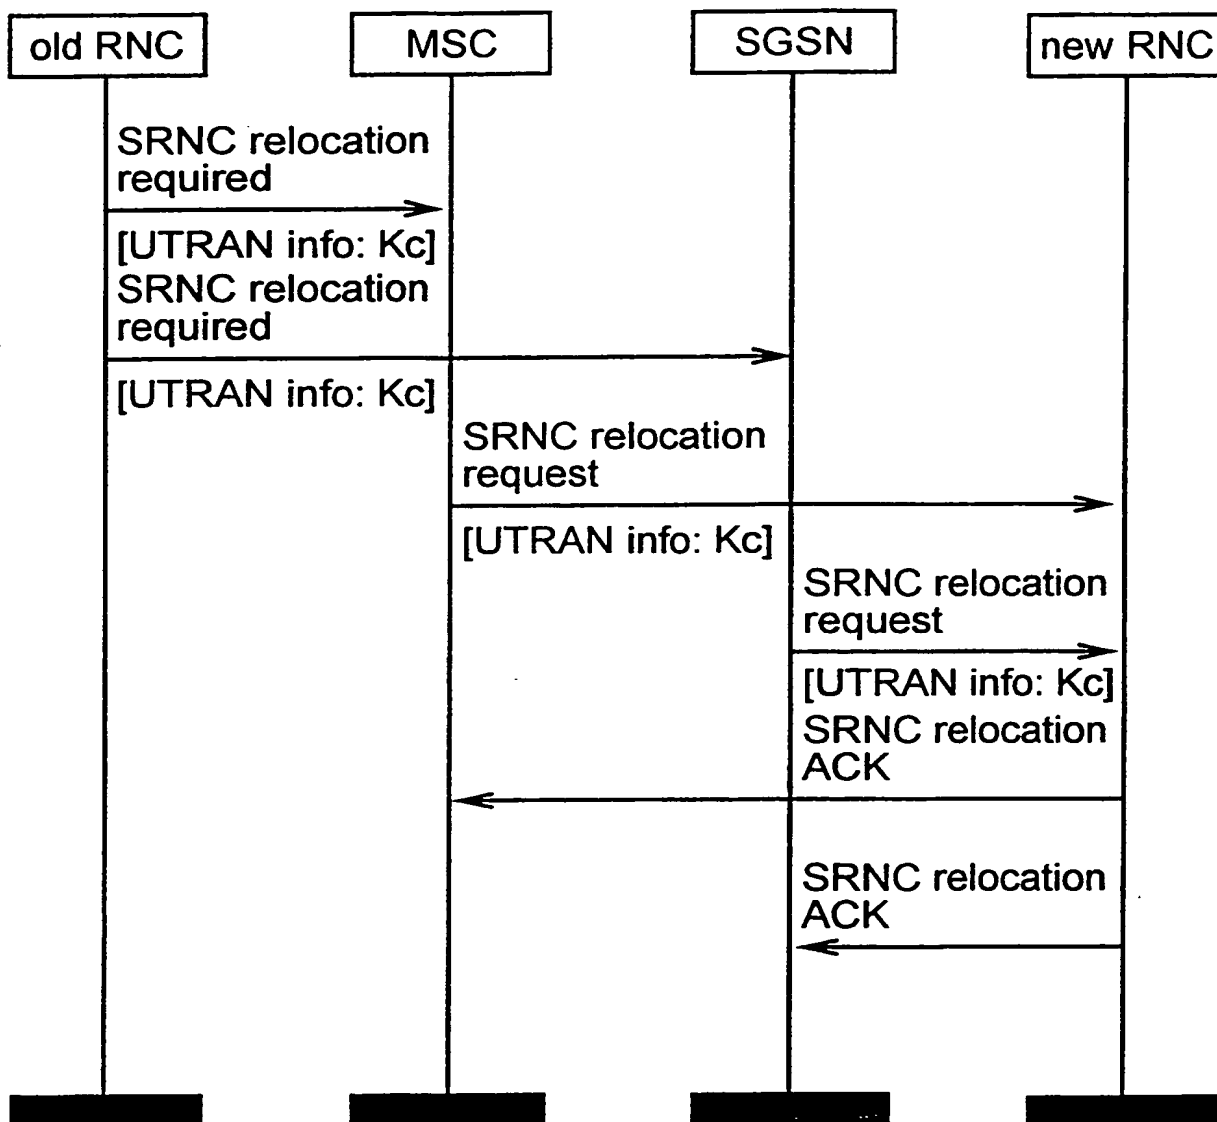 old RNC
MSC
SGSN
new RNC
SRNC relocation
required
[UTRAN info: Kc]
SRNC relocation
required
[UTRAN info: Kc]
SRNC relocation
request
[UTRAN info: Kc]
SRNC relocation
request
[UTRAN info: Kc]
SRNC relocation
ACK
SRNC relocation
ACK